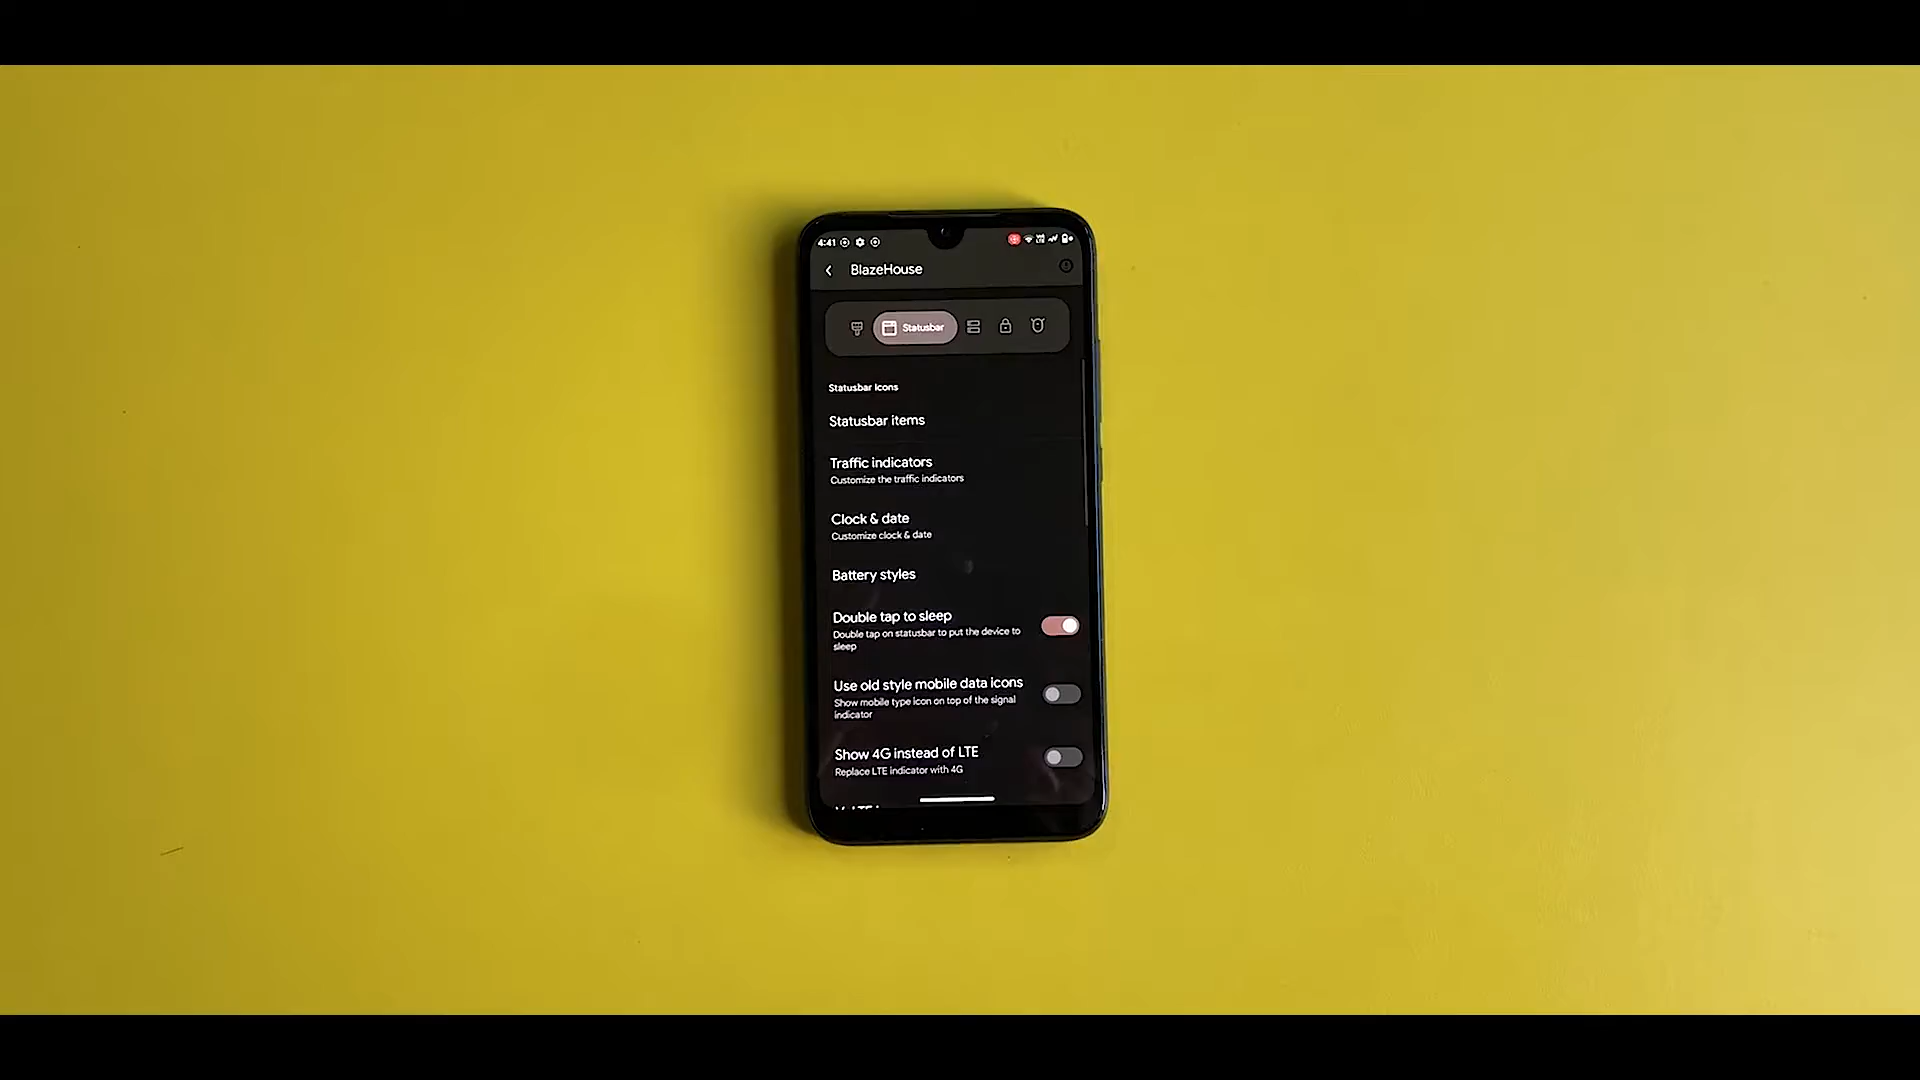 4:41
BlazeHouse
Statusbar
Statusbar icons
Statusbar items
Traffic indicators
Customize the traffic indicators
Clock & date
Customize clock & date
Battery styles
Double tap to sleep
Double tap on statusbar to put the device to
sleep
Use old style mobile data icons
Show mobile type icon on top of the signal
indicator
Show 4G instead of LTE
Replace LTE indicator with 4G